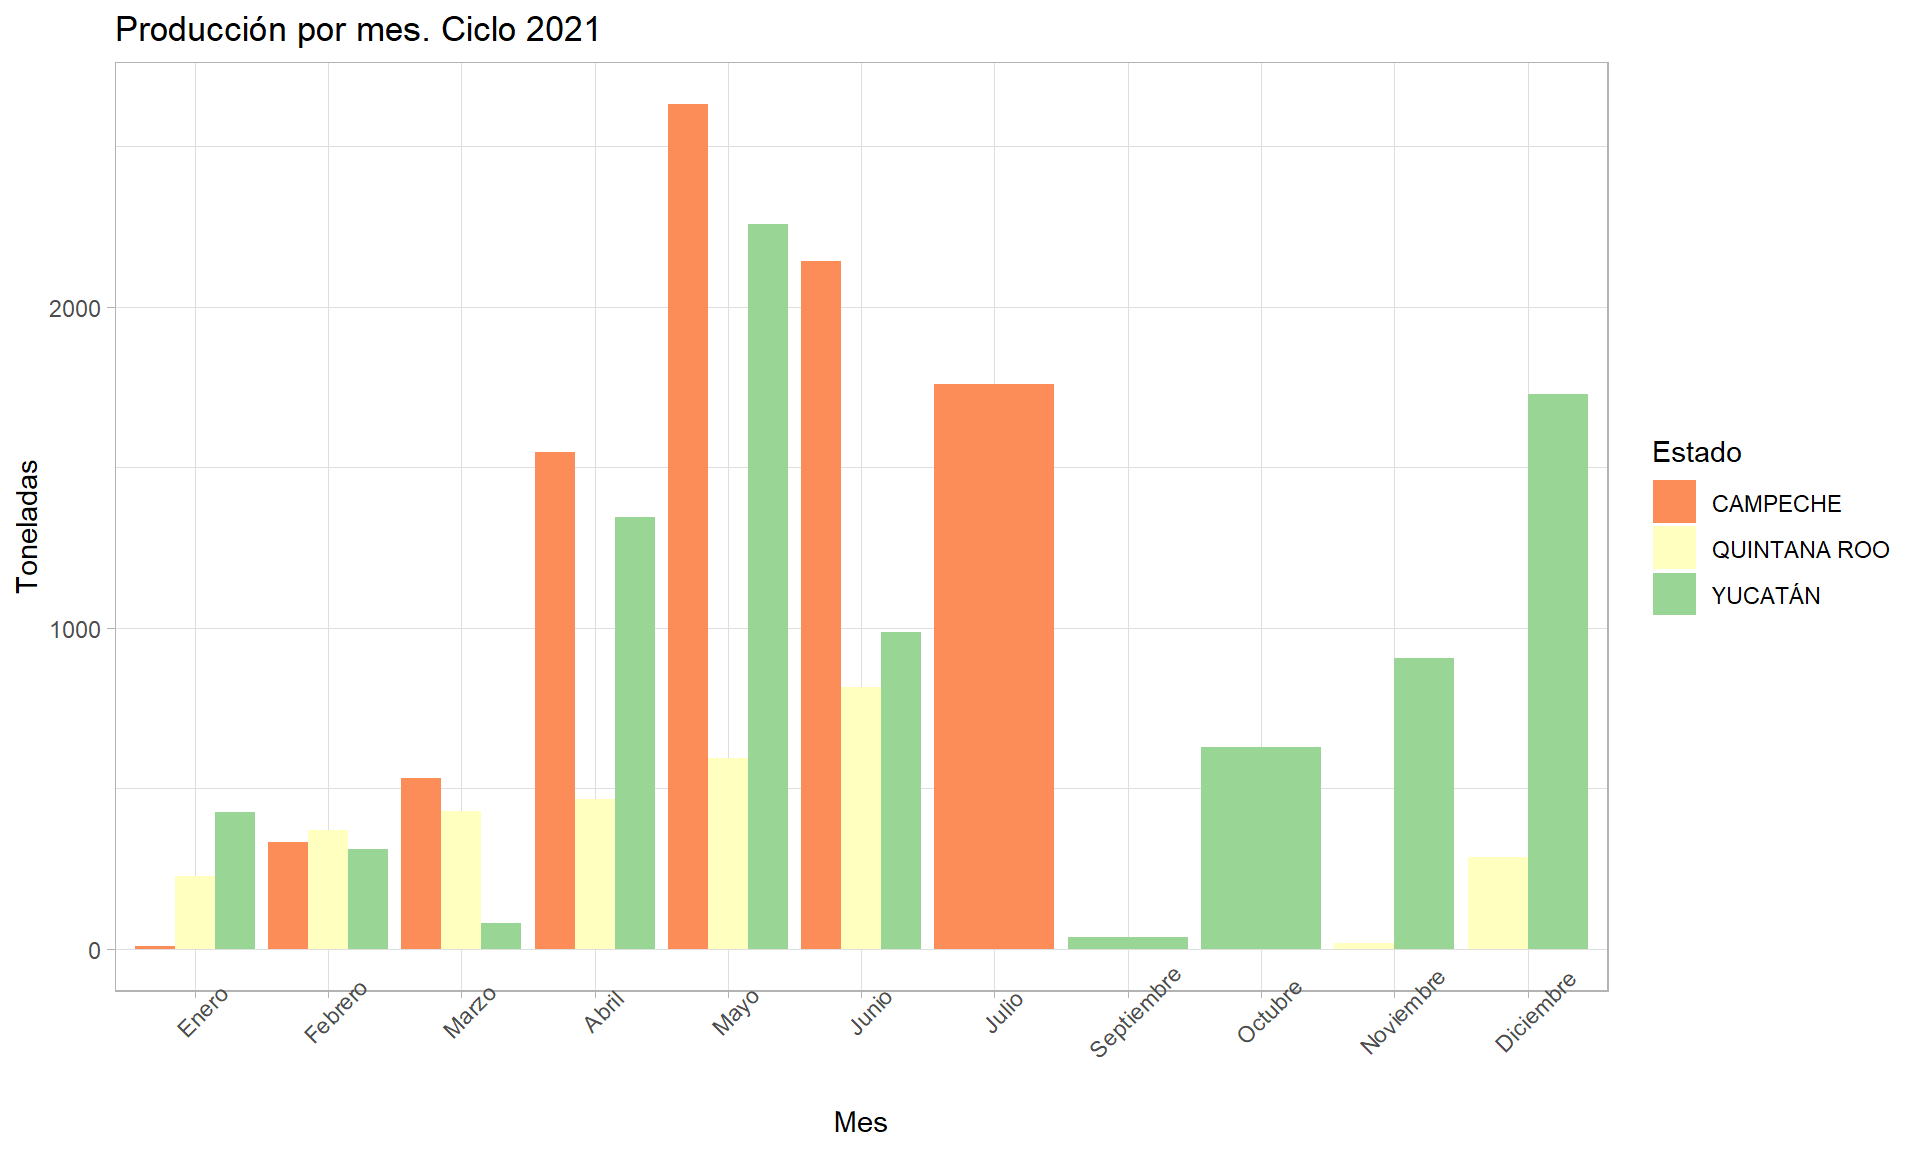 Producción por mes. Ciclo 2021
Toneladas
2000
1000
0
Enero
Febrero
Marzo
Abril
Mayo
Junio
Julio
Septiembre
Octubre
Noviembre
Diciembre
Mes
Estado
CAMPECHE
QUINTANA ROO
YUCATÁN